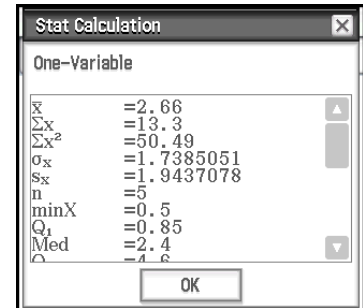 Stat Calculation
One-Variable
x̄ =2.66
Σx =13.3
Σx² =50.49
σx =1.7385051
sx =1.9437078
n =5
minX =0.5
Q₁ =0.85
Med =2.4
OK